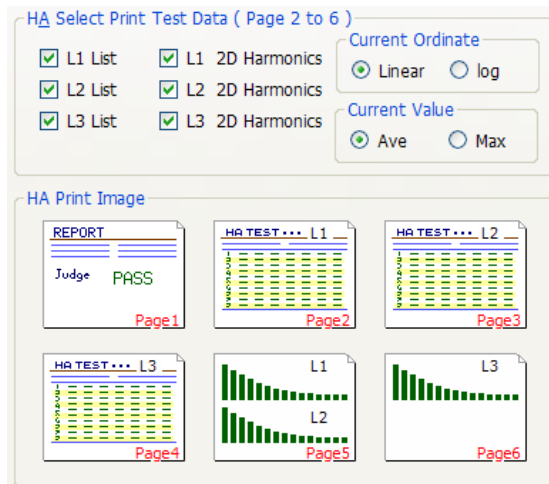 HA Select Print Test Data ( Page 2 to 6 )
L1 List
L1 2D Harmonics
L2 List
L2 2D Harmonics
L3 List
L3 2D Harmonics
Current Ordinate
Linear
log
Current Value
Ave
Max
HA Print Image
REPORT
Judge PASS
Page1
HA TEST ••• L1
Page2
HA TEST ••• L2
Page3
HA TEST ••• L3
Page4
L1
L2
Page5
L3
Page6